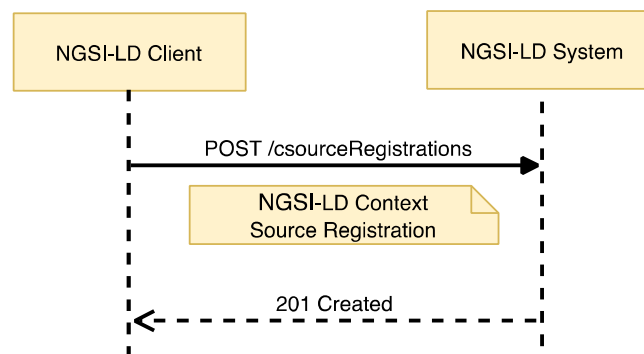 NGSI-LD Client
NGSI-LD System
POST /csourceRegistrations
NGSI-LD Context
Source Registration
201 Created